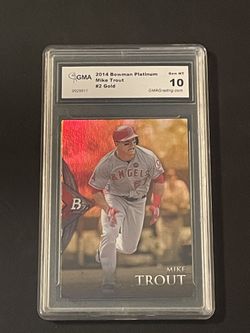 GMA
2014 Bowman Platinum
Gem MT
Mike Trout
10
#2 Gold
GMAGrading.com
ANGELS
MIKE
TROUT